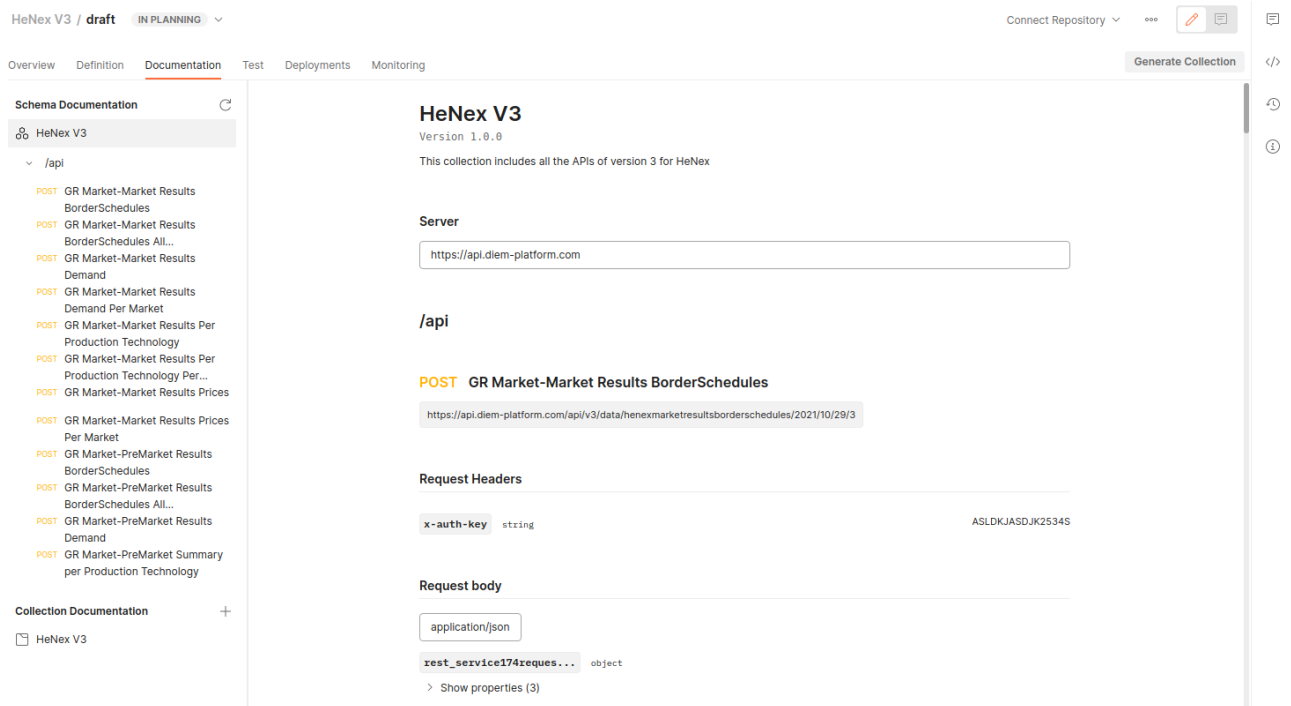 HeNex V3 / draft IN PLANNING
Connect Repository
Overview Definition Documentation Test Deployments Monitoring
Generate Collection
Schema Documentation
HeNex V3
/api
POST GR Market-Market Results
BorderSchedules
POST GR Market-Market Results
BorderSchedules All...
POST GR Market-Market Results
Demand
POST GR Market-Market Results
Demand Per Market
POST GR Market-Market Results Per
Production Technology
POST GR Market-Market Results Per
Production Technology Per...
POST GR Market-Market Results Prices
POST GR Market-Market Results Prices
Per Market
POST GR Market-PreMarket Results
BorderSchedules
POST GR Market-PreMarket Results
BorderSchedules All...
POST GR Market-PreMarket Results
Demand
POST GR Market-PreMarket Summary
per Production Technology
Collection Documentation
HeNex V3
HeNex V3
Version 1.0.0
This collection includes all the APIs of version 3 for HeNex
Server
https://api.diem-platform.com
/api
POST GR Market-Market Results BorderSchedules
https://api.diem-platform.com/api/v3/data/henexmarketresultsborderschedules/2021/10/29/3
Request Headers
x-auth-key string ASLDKJASDJK2534S
Request body
application/json
rest_service174reques... object
Show properties (3)